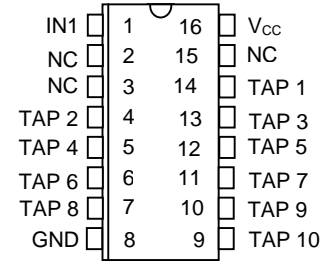 IN1 1 16 VCC
NC 2 15 NC
NC 3 14 TAP 1
TAP 2 4 13 TAP 3
TAP 4 5 12 TAP 5
TAP 6 6 11 TAP 7
TAP 8 7 10 TAP 9
GND 8 9 TAP 10